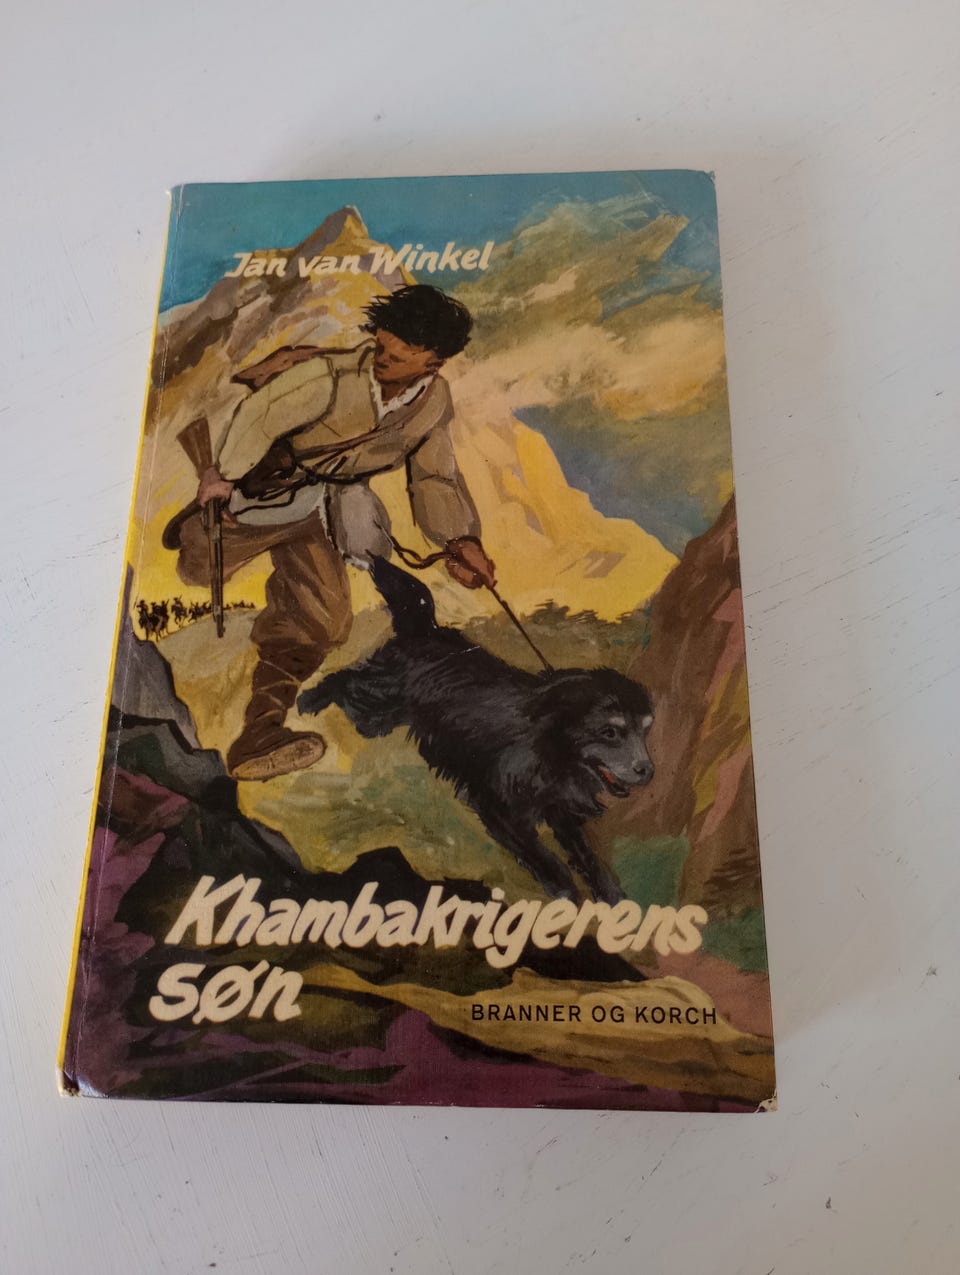 Jan van Winkel
Khambakrigerens
søn
BRANNER OG KORCH